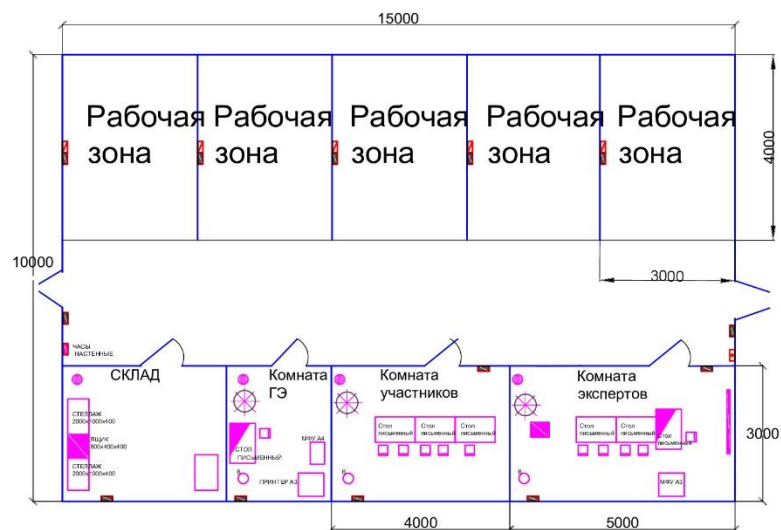 15000
Рабочая
зона
Рабочая
зона
Рабочая
зона
Рабочая
зона
Рабочая
зона
4000
10000
3000
ЧАСЫ
НАСТЕННЫЕ
СКЛАД
Комната
ГЭ
Комната
участников
Комната
экспертов
СТЕЛЛАЖ
2000х1000х400
ЯЩИК
800х400х400
СТЕЛЛАЖ
2000х1000х400
СТОЛ
ПИСЬМЕННЫЙ
МФУ А4
ПРИНТЕР А3
Стол
письменный
Стол
письменный
Стол
письменный
Стол
письменный
Стол
письменный
СТОЛ
ПИСЬМЕННЫЙ
МФУ А3
3000
4000
5000